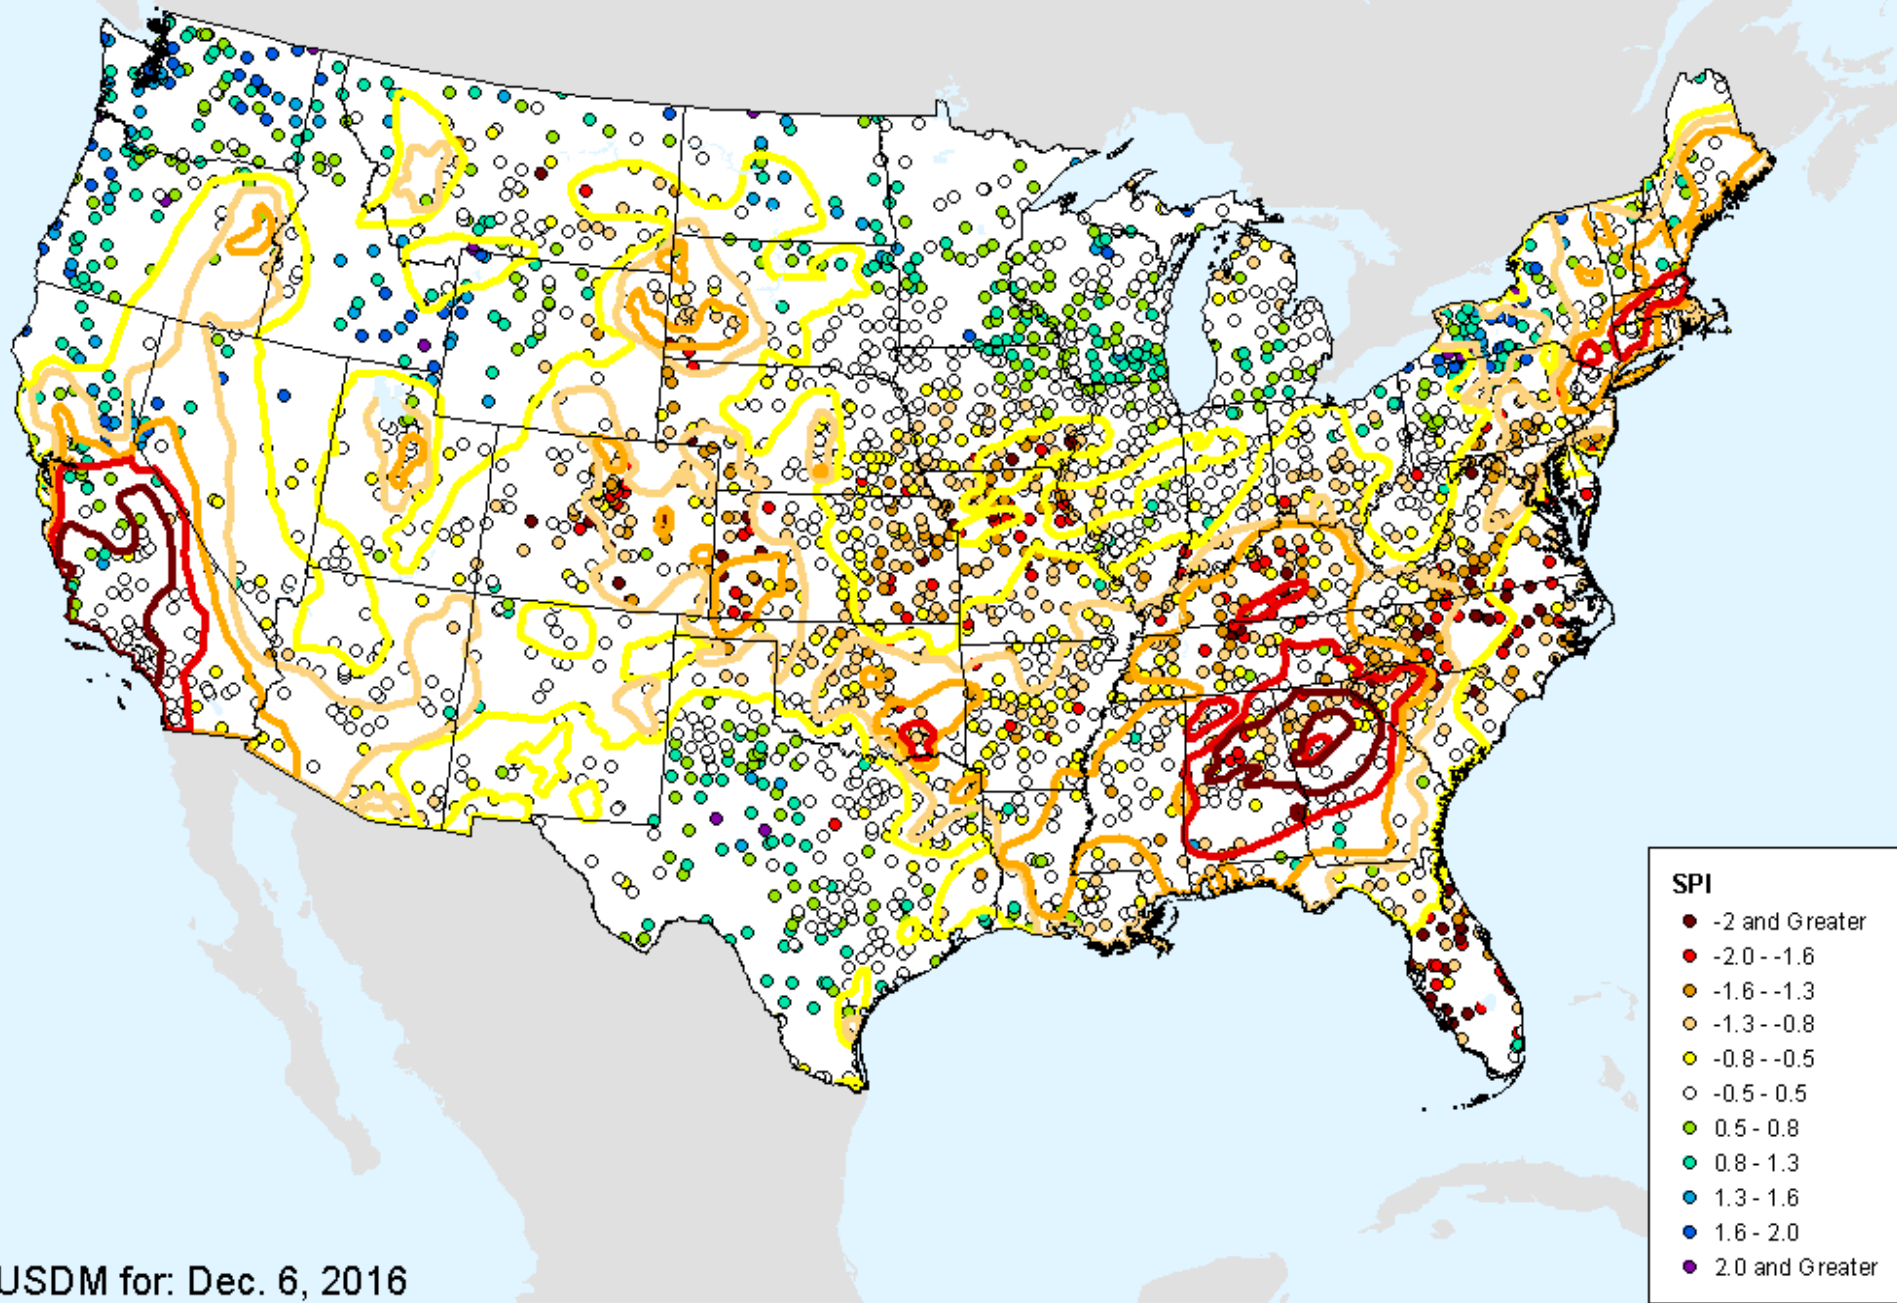 SPI
-2 and Greater
-2.0 - -1.6
-1.6 - -1.3
-1.3 - -0.8
-0.8 - -0.5
-0.5 - 0.5
0.5 - 0.8
0.8 - 1.3
1.3 - 1.6
1.6 - 2.0
2.0 and Greater
USDM for: Dec. 6, 2016